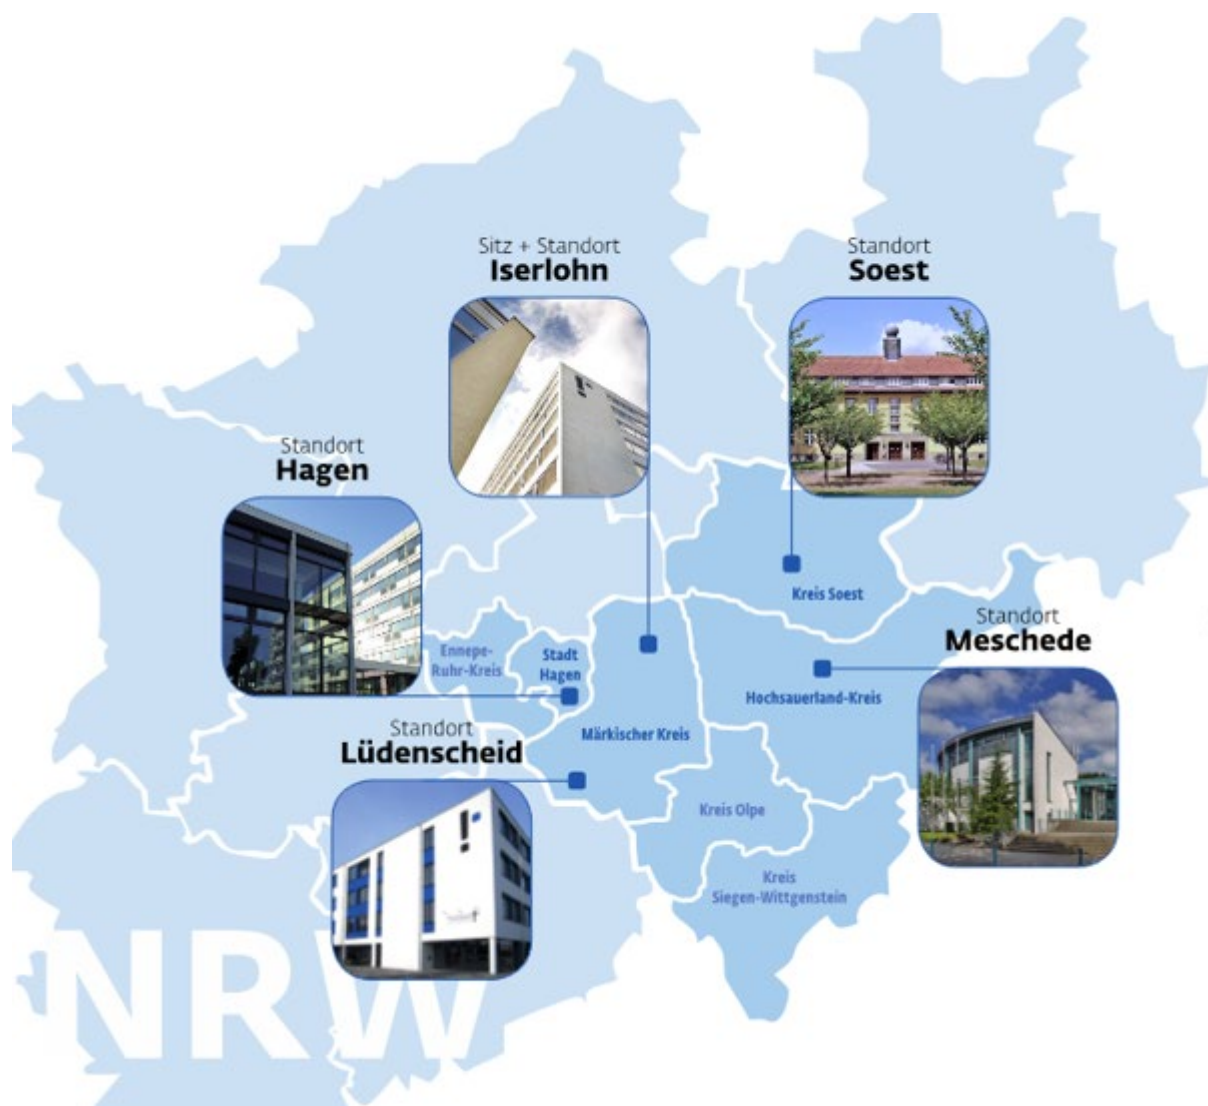 Sitz + Standort
Iserlohn
Standort
Soest
Standort
Hagen
Kreis Soest
Standort
Meschede
Ennepe-
Ruhr-Kreis
Stadt
Hagen
Hochsauerland-Kreis
Standort
Lüdenscheid
Märkischer Kreis
Kreis Olpe
Kreis
Siegen-Wittgenstein
NRW